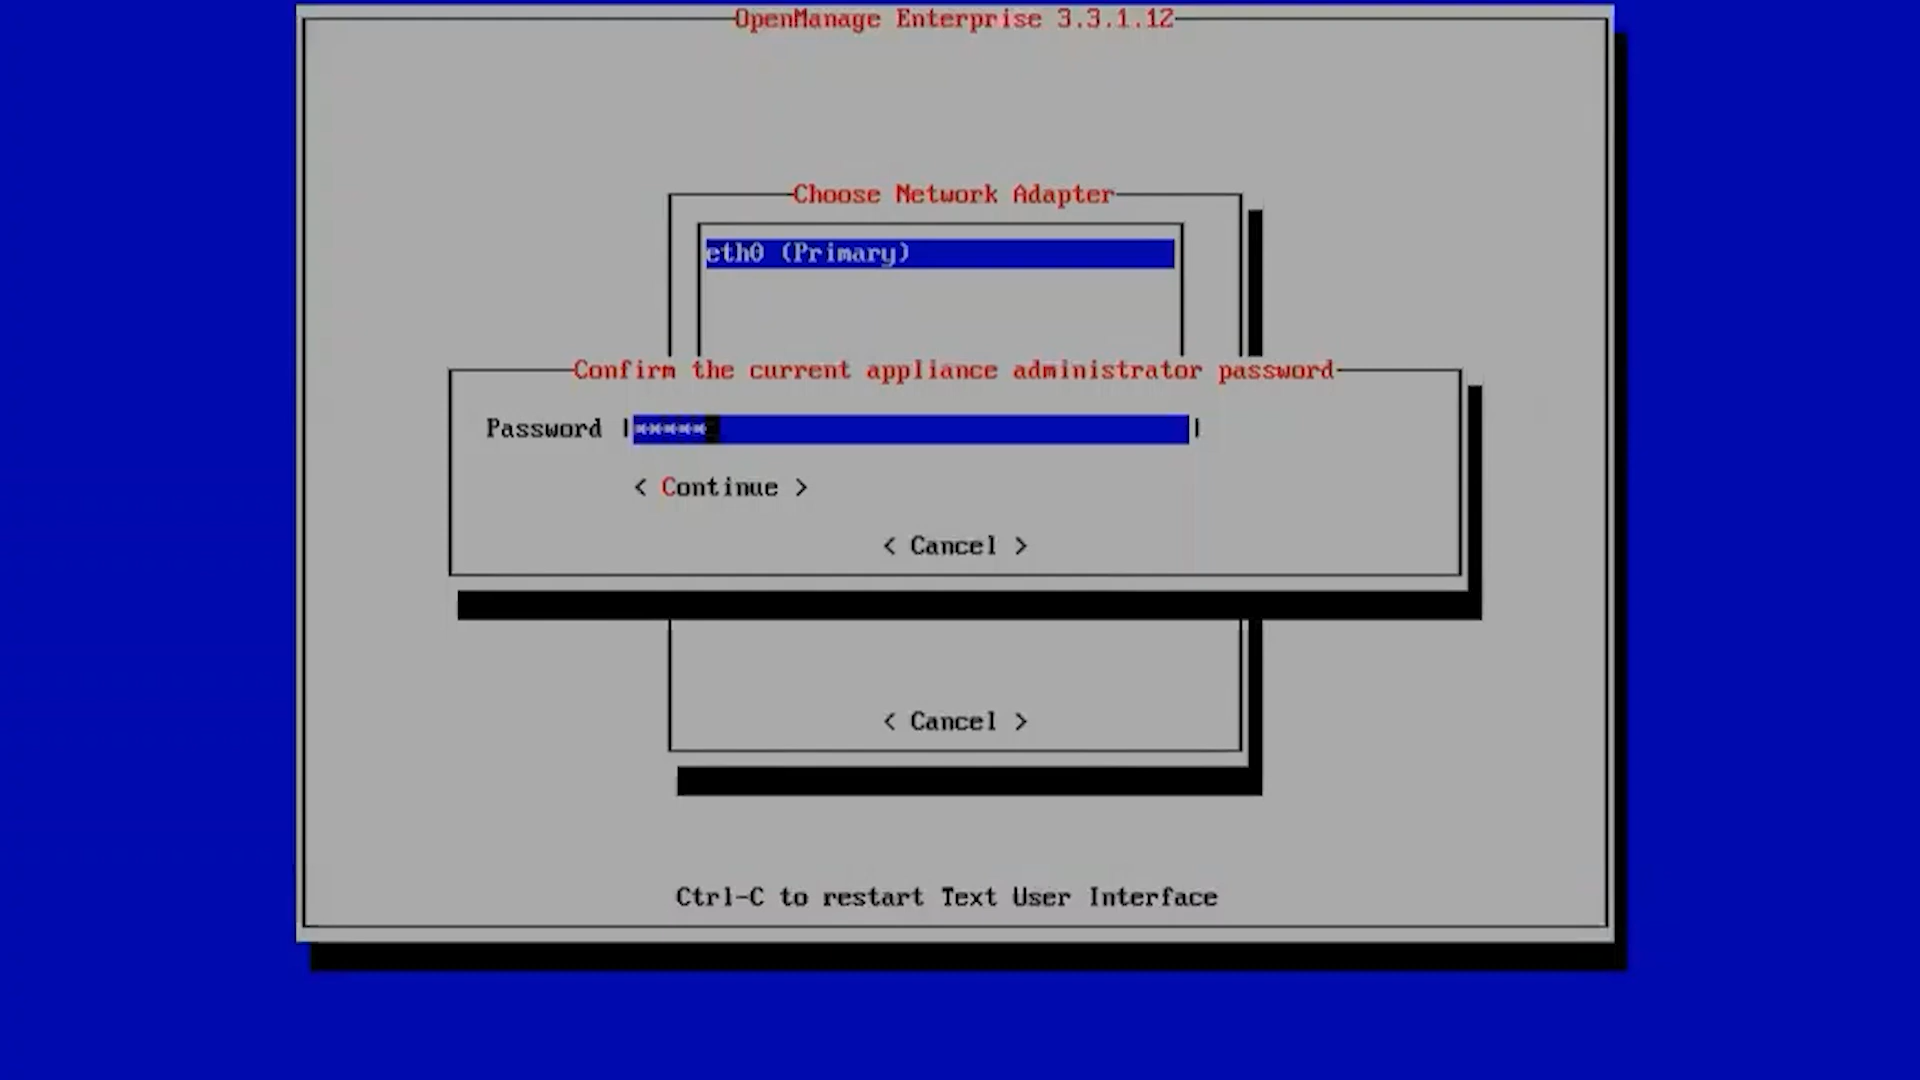 OpenManage Enterprise 3.3.1.12
Choose Network Adapter
eth0 (Primary)
Confirm the current appliance administrator password
Password |*****|
< Continue >
< Cancel >
< Cancel >
Ctrl-C to restart Text User Interface